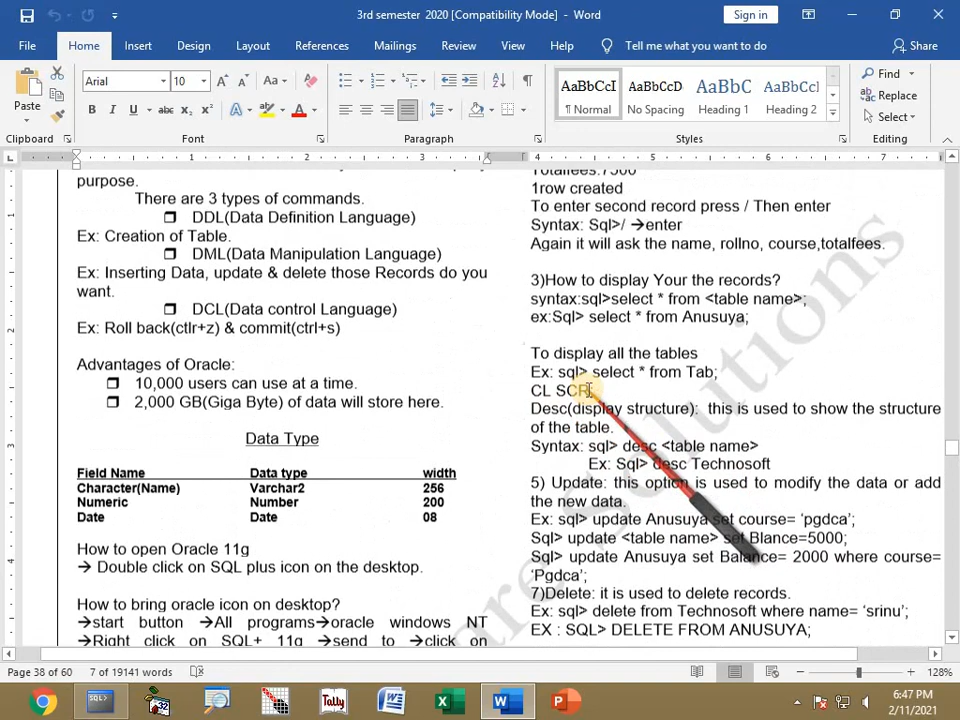 3rd semester 2020 [Compatibility Mode] - Word
Sign in
File Home Insert Design Layout References Mailings Review View Help Tell me what you want to do Share
Paste
Arial 10
Aa
B I U abc x₂ x²
AaBbCcI AaBbCcD AaBbC AaBbCc
¶ Normal No Spacing Heading 1 Heading 2
Find
Replace
Select
Clipboard Font Paragraph Styles Editing
1 2 3 4 5 6 7
purpose.
There are 3 types of commands.
DDL(Data Definition Language)
Ex: Creation of Table.
DML(Data Manipulation Language)
Ex: Inserting Data, update & delete those Records do you
want.
DCL(Data control Language)
Ex: Roll back(ctlr+z) & commit(ctrl+s)
Advantages of Oracle:
10,000 users can use at a time.
2,000 GB(Giga Byte) of data will store here.
Data Type
Field Name Data type width
Character(Name) Varchar2 256
Numeric Number 200
Date Date 08
How to open Oracle 11g
→ Double click on SQL plus icon on the desktop.
How to bring oracle icon on desktop?
→start button →All programs→oracle windows NT
→Right click on SQL+ 11g →send to →click on
Totalfees:7500
1row created
To enter second record press / Then enter
Syntax: Sql>/ →enter
Again it will ask the name, rollno, course,totalfees.
3)How to display Your the records?
syntax:sql>select * from <table name>;
ex:Sql> select * from Anusuya;
To display all the tables
Ex: sql> select * from Tab;
CL SCR
Desc(display structure): this is used to show the structure
of the table.
Syntax: sql> desc <table name>
Ex: Sql> desc Technosoft
5) Update: this option is used to modify the data or add
the new data.
Ex: sql> update Anusuya set course= ‘pgdca’;
Sql> update <table name> set Blance=5000;
Sql> update Anusuya set Balance= 2000 where course=
‘Pgdca’;
7)Delete: it is used to delete records.
Ex: sql> delete from Technosoft where name= ‘srinu’;
EX : SQL> DELETE FROM ANUSUYA;
Page 38 of 60 7 of 19141 words 128%
6:47 PM
2/11/2021